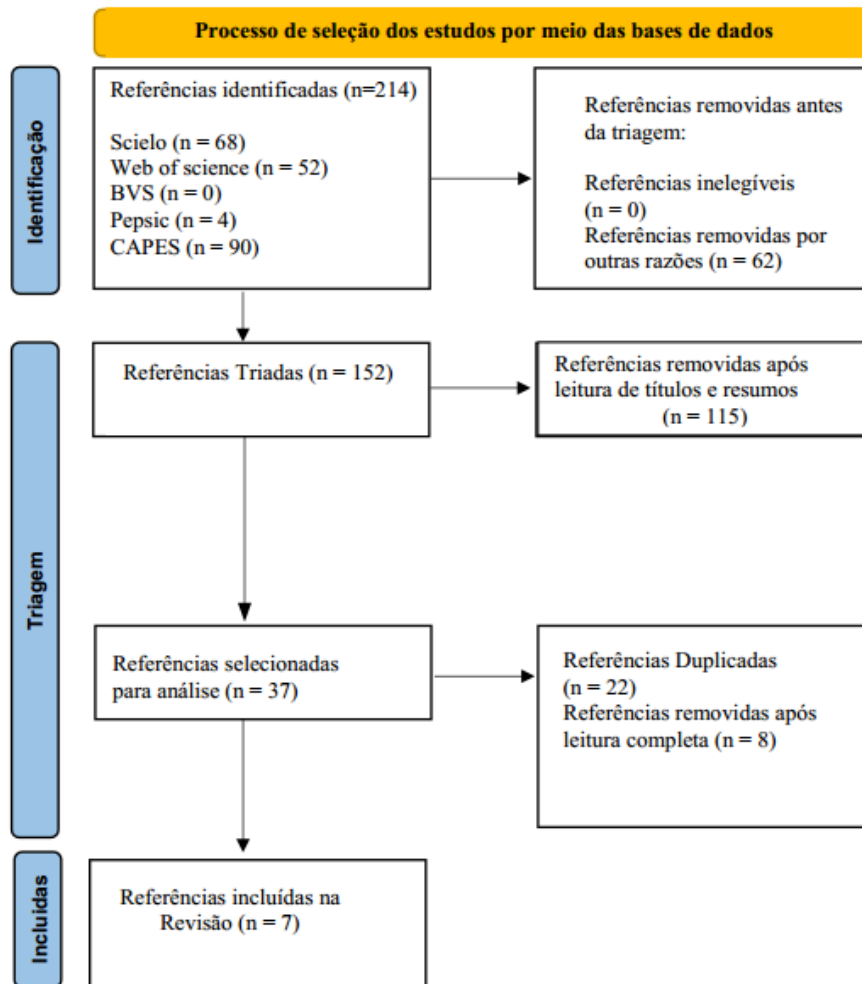 Processo de seleção dos estudos por meio das bases de dados
Identificação
Referências identificadas (n=214)
Scielo (n = 68)
Web of science (n = 52)
BVS (n = 0)
Pepsic (n = 4)
CAPES (n = 90)
Referências removidas antes
da triagem:
Referências inelegíveis
(n = 0)
Referências removidas por
outras razões (n = 62)
Triagem
Referências Triadas (n = 152)
Referências removidas após
leitura de títulos e resumos
(n = 115)
Referências selecionadas
para análise (n = 37)
Referências Duplicadas
(n = 22)
Referências removidas após
leitura completa (n = 8)
Incluidas
Referências incluídas na
Revisão (n = 7)